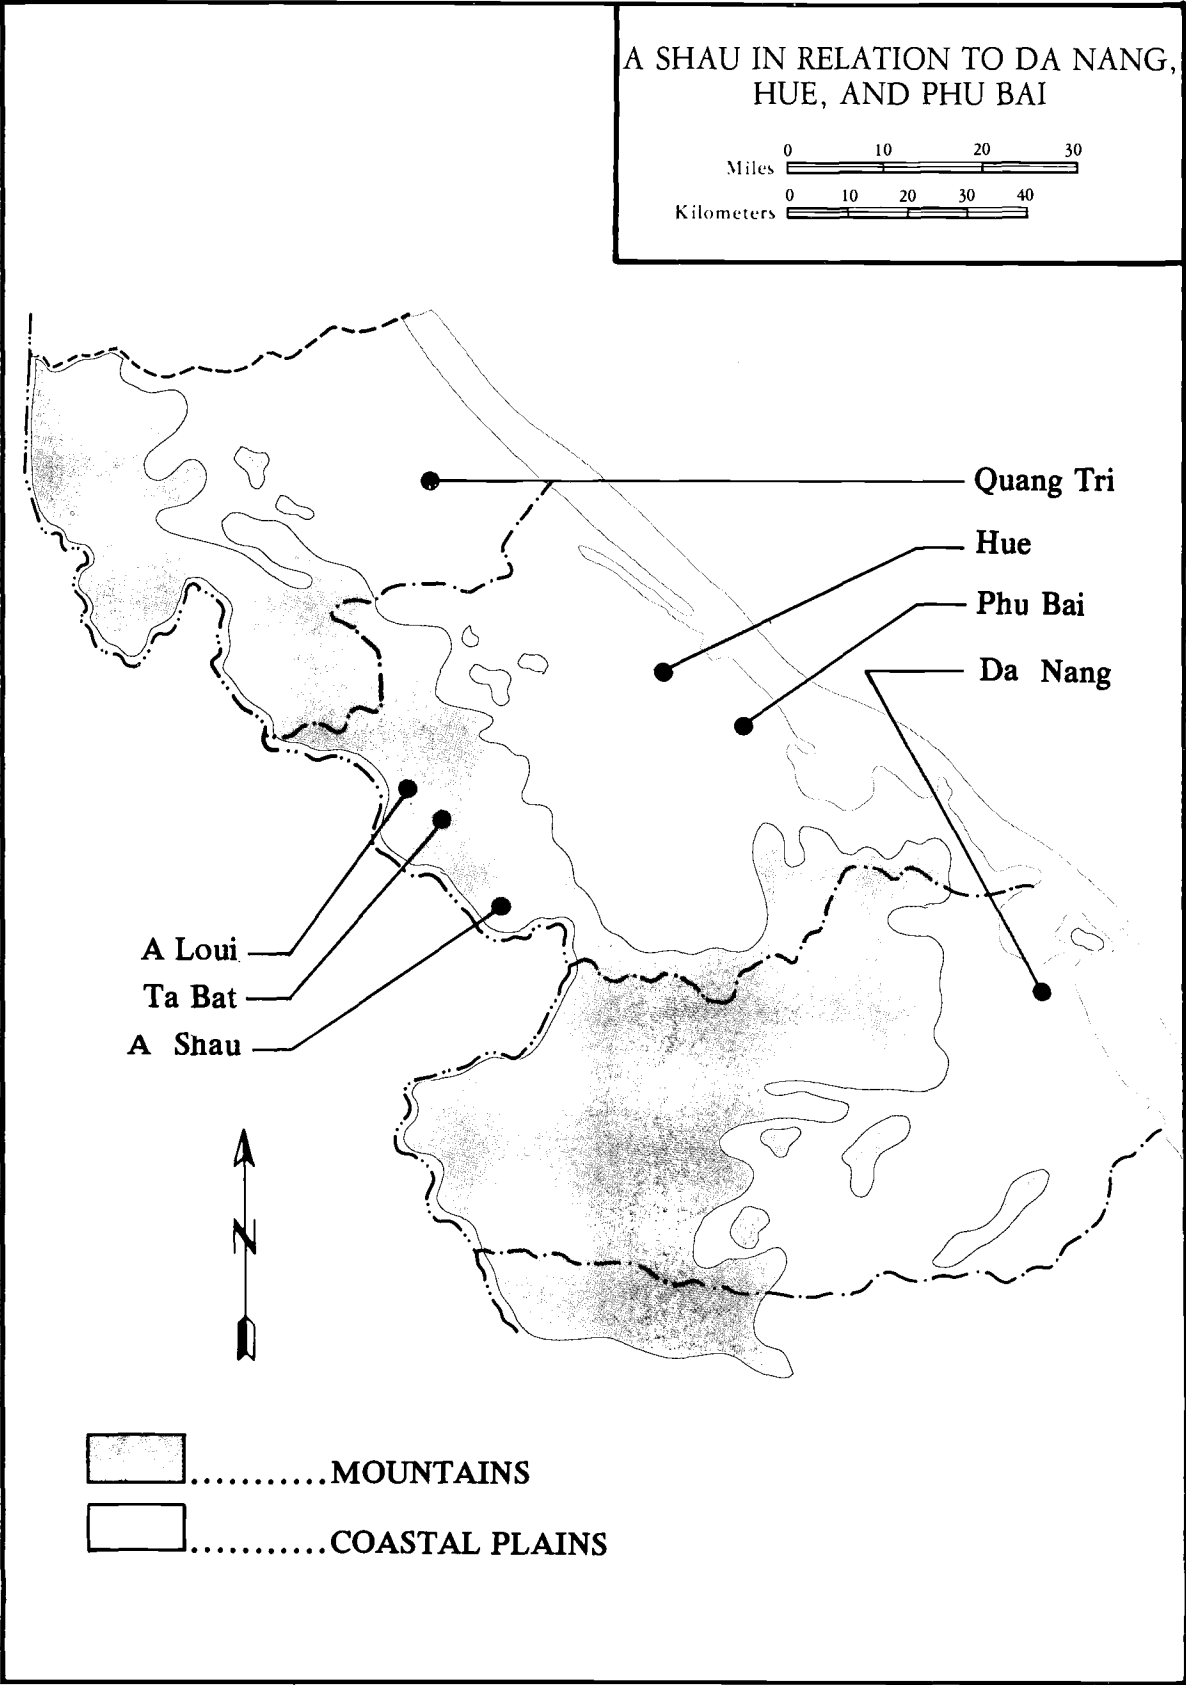 A SHAU IN RELATION TO DA NANG,
HUE, AND PHU BAI
0 10 20 30
Miles
0 10 20 30 40
Kilometers
Quang Tri
Hue
Phu Bai
Da Nang
A Loui
Ta Bat
A Shau
N
...........MOUNTAINS
...........COASTAL PLAINS